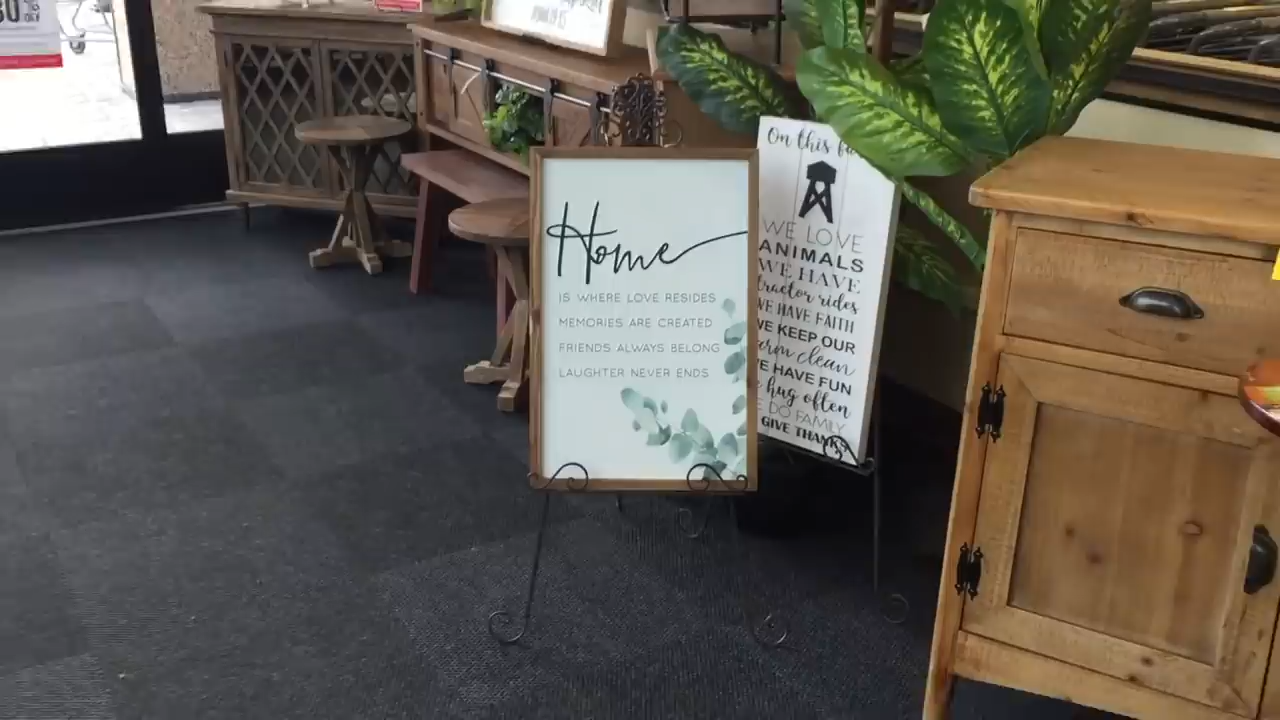 Home
IS WHERE LOVE RESIDES
MEMORIES ARE CREATED
FRIENDS ALWAYS BELONG
LAUGHTER NEVER ENDS
On this
WE LOVE
ANIMALS
WE HAVE
tractor rides
WE HAVE FAITH
WE KEEP OUR
farm clean
WE HAVE FUN
hug often
DO FAMILY
GIVE THANKS